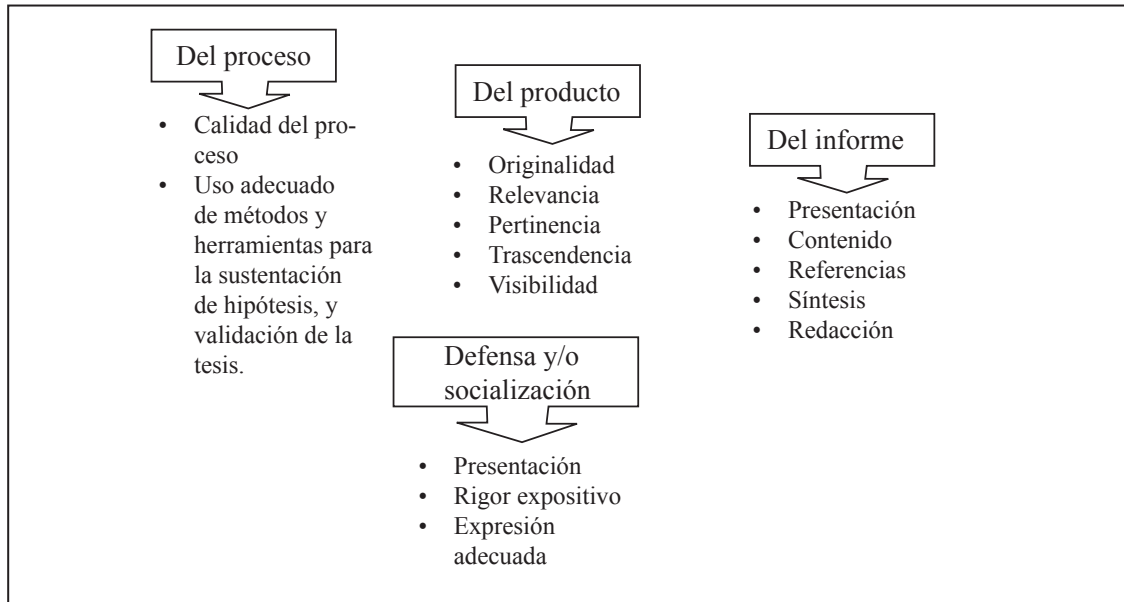 Del proceso
• Calidad del pro-
ceso
• Uso adecuado
de métodos y
herramientas para
la sustentación
de hipótesis, y
validación de la
tesis.
Del producto
• Originalidad
• Relevancia
• Pertinencia
• Trascendencia
• Visibilidad
Del informe
• Presentación
• Contenido
• Referencias
• Síntesis
• Redacción
Defensa y/o
socialización
• Presentación
• Rigor expositivo
• Expresión
adecuada